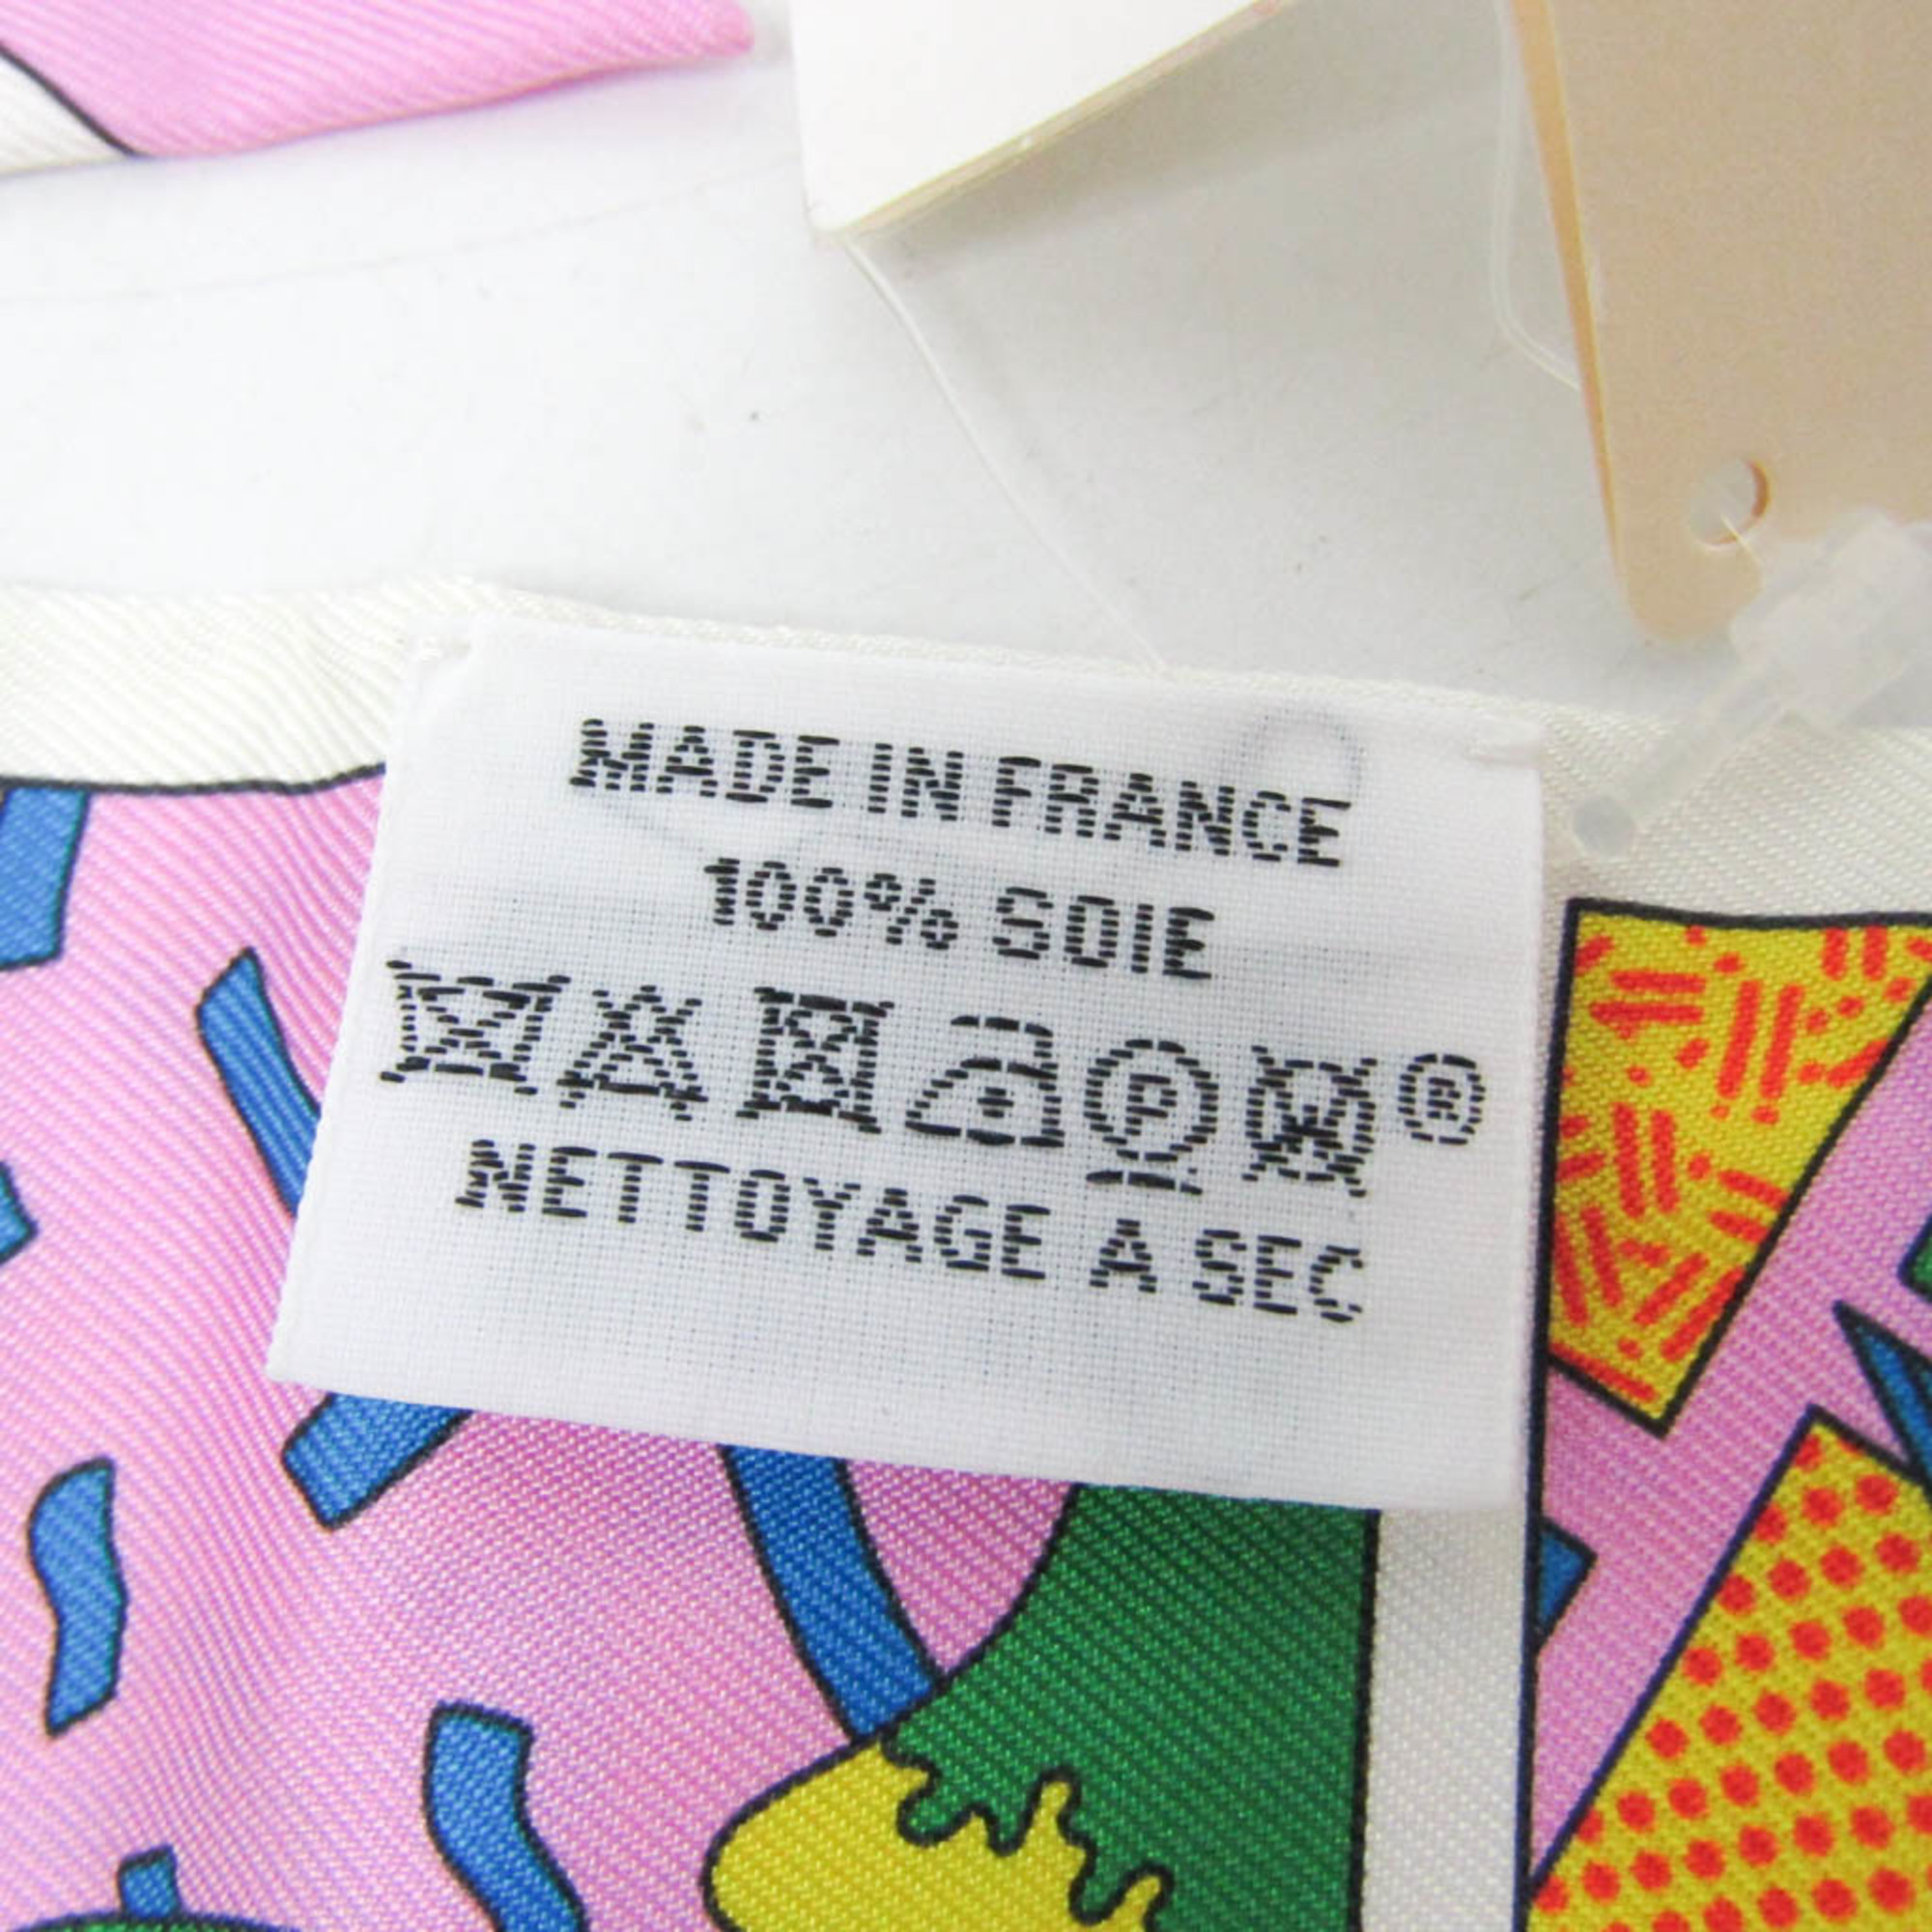 MADE IN FRANCE
100% SOIE
P W ®
NETTOYAGE A SEC